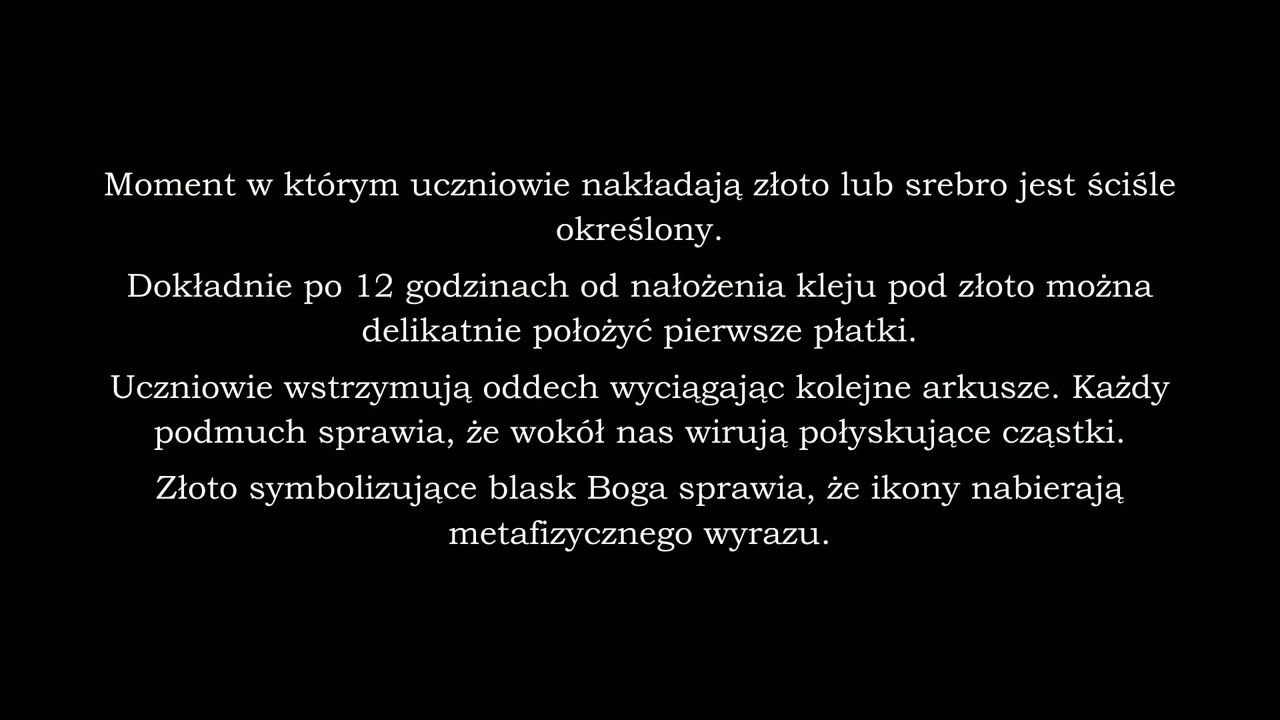 Moment w którym uczniowie nakładają złoto lub srebro jest ściśle
określony.
Dokładnie po 12 godzinach od nałożenia kleju pod złoto można
delikatnie położyć pierwsze płatki.
Uczniowie wstrzymują oddech wyciągając kolejne arkusze. Każdy
podmuch sprawia, że wokół nas wirują połyskujące cząstki.
Złoto symbolizujące blask Boga sprawia, że ikony nabierają
metafizycznego wyrazu.